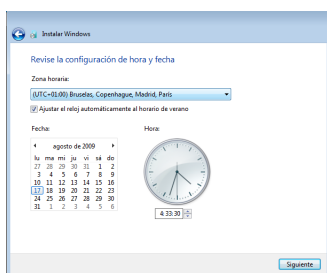 Instalar Windows
Revise la configuración de hora y fecha
Zona horaria:
(UTC+01:00) Bruselas, Copenhague, Madrid, París
Ajustar el reloj automáticamente al horario de verano
Fecha: Hora:
agosto de 2009
lu ma mi ju vi sá do
27 28 29 30 31 1 2
3 4 5 6 7 8 9
10 11 12 13 14 15 16
17 18 19 20 21 22 23
24 25 26 27 28 29 30
31 1 2 3 4 5 6
4:33:30
Siguiente